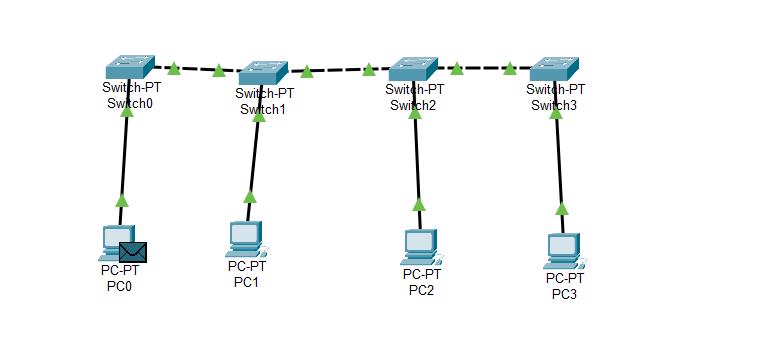 Switch-PT
Switch0
Switch-PT
Switch1
Switch-PT
Switch2
Switch-PT
Switch3
PC-PT
PC0
PC-PT
PC1
PC-PT
PC2
PC-PT
PC3